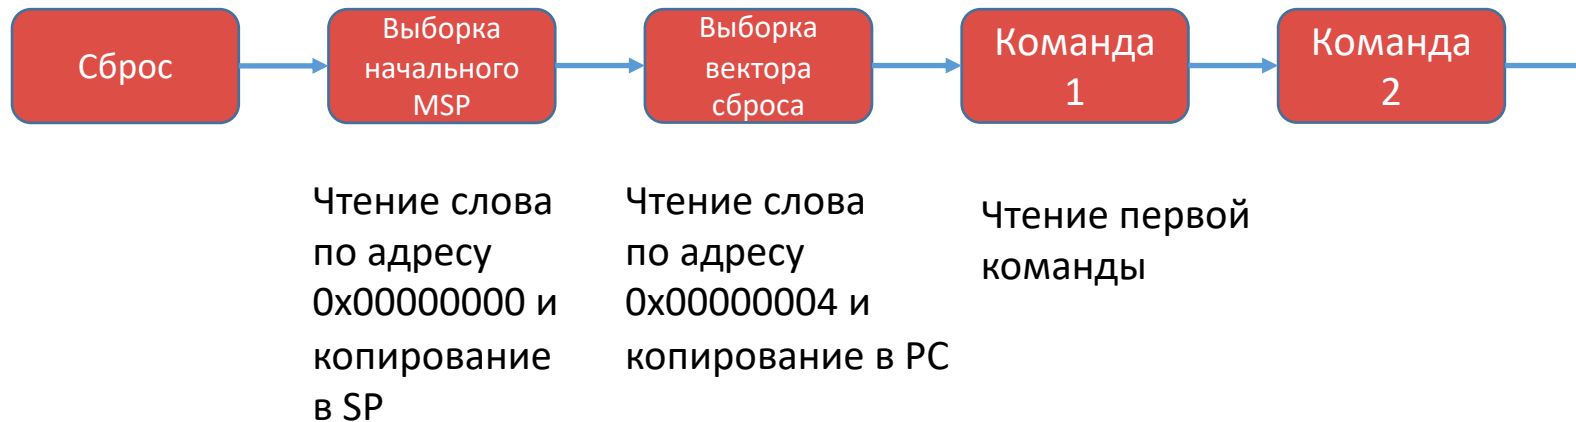 Сброс
Выборка
начального
MSP
Выборка
вектора
сброса
Команда
1
Команда
2
Чтение слова
по адресу
0x00000000 и
копирование
в SP
Чтение слова
по адресу
0x00000004 и
копирование в PC
Чтение первой
команды